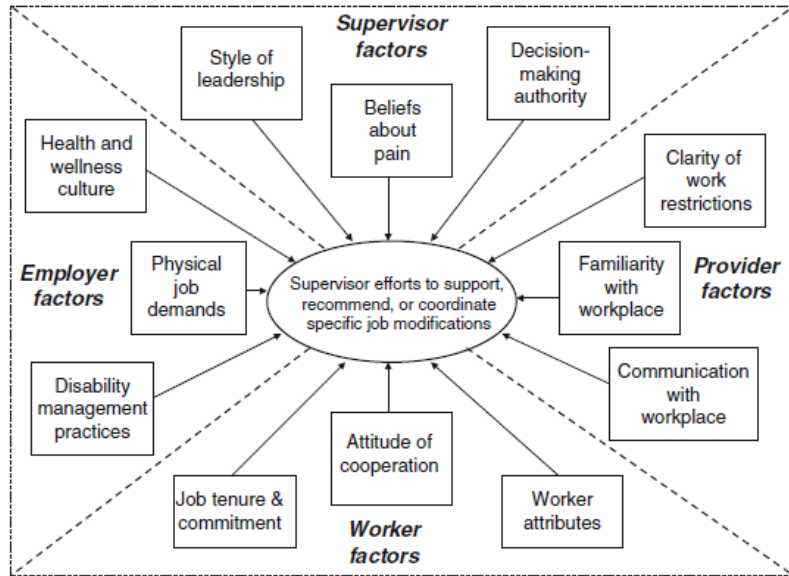 Supervisor
factors
Style of
leadership
Decision-
making
authority
Beliefs
about
pain
Health and
wellness
culture
Clarity of
work
restrictions
Employer
factors
Physical
job
demands
Supervisor efforts to support,
recommend, or coordinate
specific job modifications
Familiarity
with
workplace
Provider
factors
Disability
management
practices
Communication
with
workplace
Attitude of
cooperation
Job tenure &
commitment
Worker
attributes
Worker
factors